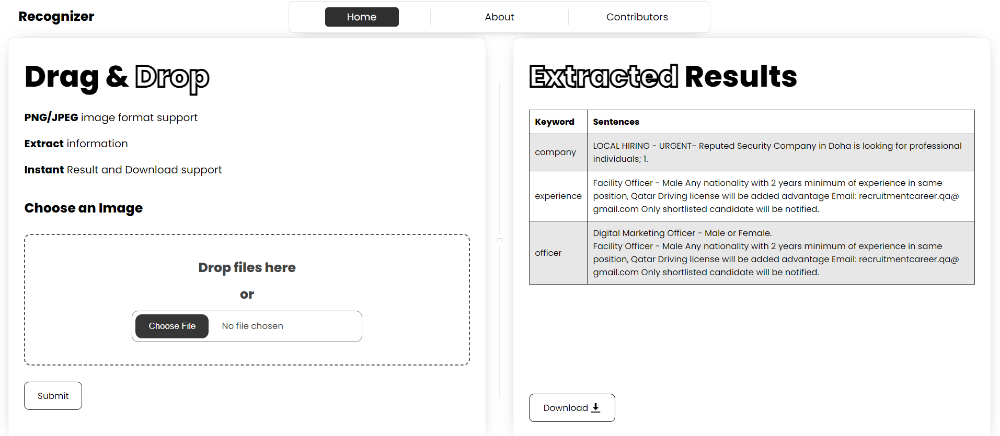 Recognizer
Home
About
Contributors
Drag & Drop
PNG/JPEG image format support
Extract information
Instant Result and Download support
Choose an Image
Drop files here
or
Choose File
No file chosen
Submit
Extracted Results
Keyword
Sentences
company
LOCAL HIRING - URGENT- Reputed Security Company in Doha is looking for professional
individuals; 1.
experience
Facility Officer - Male Any nationality with 2 years minimum of experience in same
position, Qatar Driving license will be added advantage Email: recruitmentcareer.qa@
gmail.com Only shortlisted candidate will be notified.
officer
Digital Marketing Officer - Male or Female.
Facility Officer - Male Any nationality with 2 years minimum of experience in same
position, Qatar Driving license will be added advantage Email: recruitmentcareer.qa@
gmail.com Only shortlisted candidate will be notified.
Download